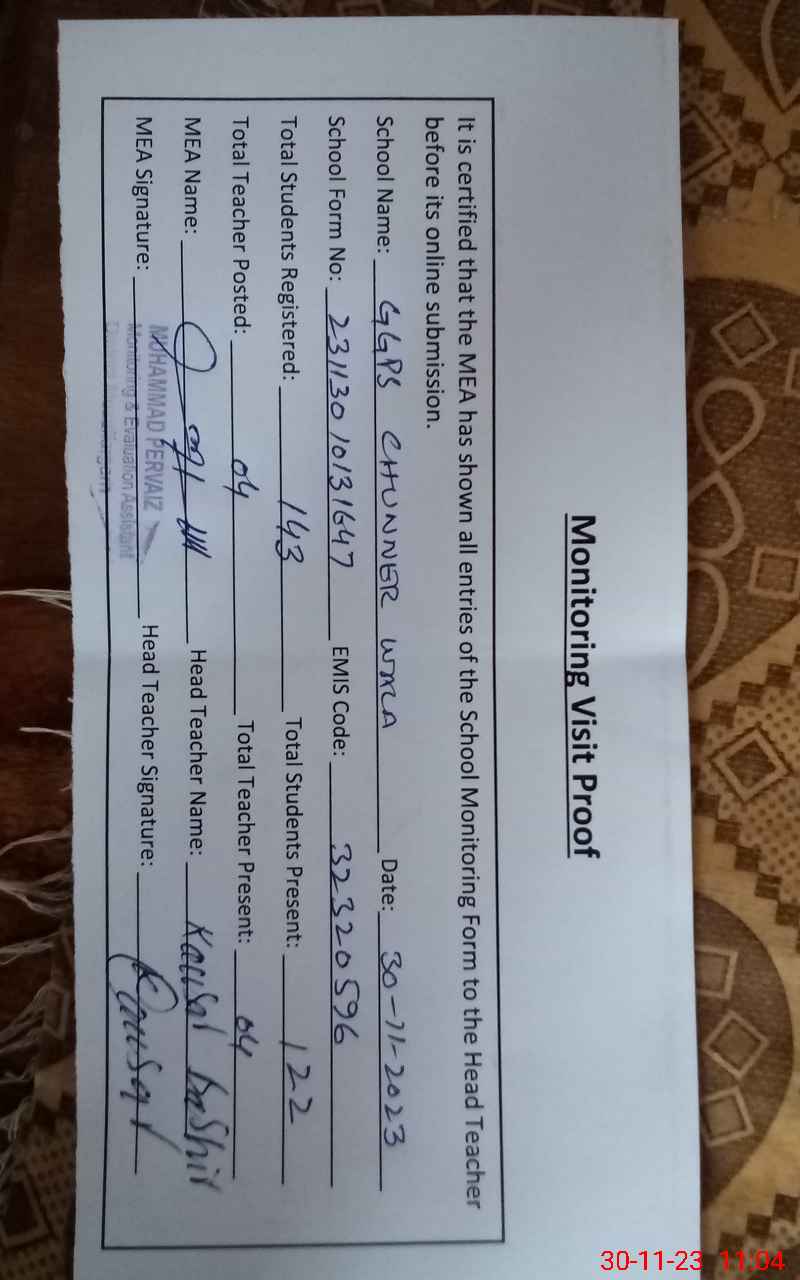 Monitoring Visit Proof
It is certified that the MEA has shown all entries of the School Monitoring Form to the Head Teacher
before its online submission.
School Name: GGPS CHUNNER WALA Date: 30-11-2023
School Form No: 23113010131647 EMIS Code: 32320596
Total Students Registered: 143 Total Students Present: 122
Total Teacher Posted: 04 Total Teacher Present: 04
MEA Name: Head Teacher Name: Kausar Bashir
MEA Signature: Head Teacher Signature: Kausar
MUHAMMAD PERVAIZ
Monitoring & Evaluation Assistant
30-11-23 11:04